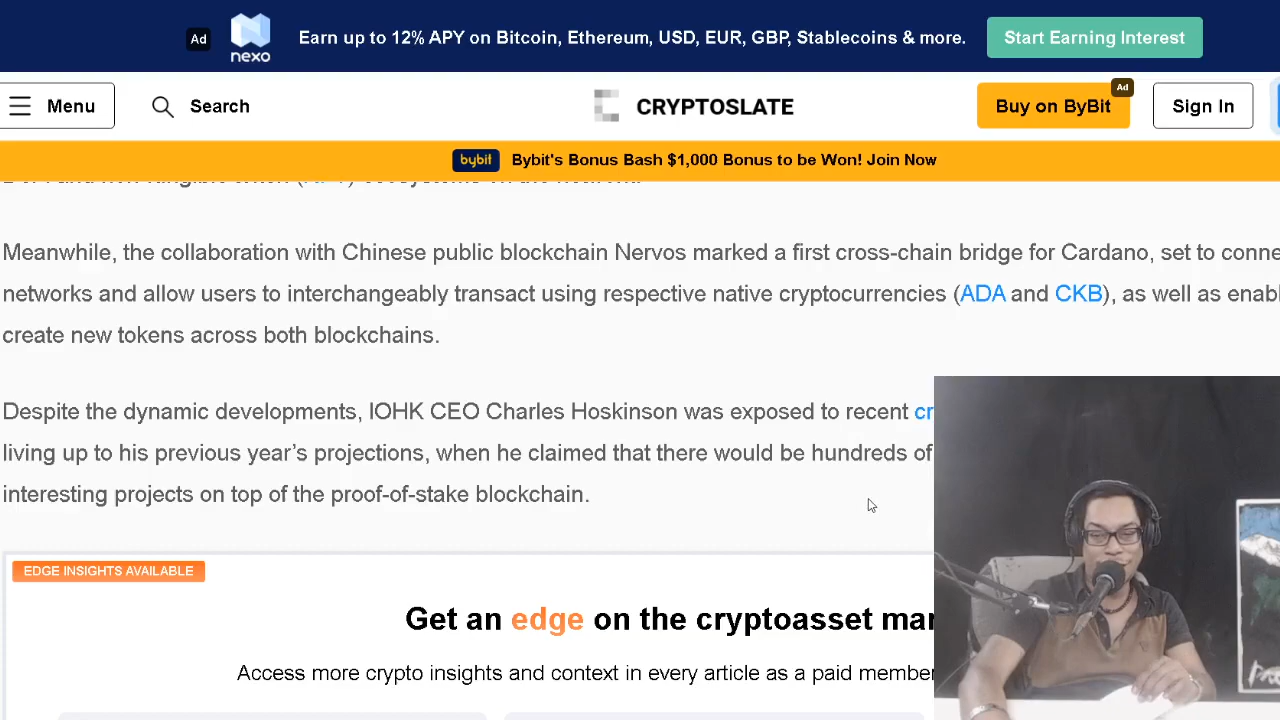 Ad
nexo
Earn up to 12% APY on Bitcoin, Ethereum, USD, EUR, GBP, Stablecoins & more.
Start Earning Interest
Menu
Search
CRYPTOSLATE
Buy on ByBit
Ad
Sign In
bybit
Bybit's Bonus Bash $1,000 Bonus to be Won! Join Now
Meanwhile, the collaboration with Chinese public blockchain Nervos marked a first cross-chain bridge for Cardano, set to conne
networks and allow users to interchangeably transact using respective native cryptocurrencies (ADA and CKB), as well as enabl
create new tokens across both blockchains.
Despite the dynamic developments, IOHK CEO Charles Hoskinson was exposed to recent cr
living up to his previous year’s projections, when he claimed that there would be hundreds of
interesting projects on top of the proof-of-stake blockchain.
EDGE INSIGHTS AVAILABLE
Get an edge on the cryptoasset mar
Access more crypto insights and context in every article as a paid member